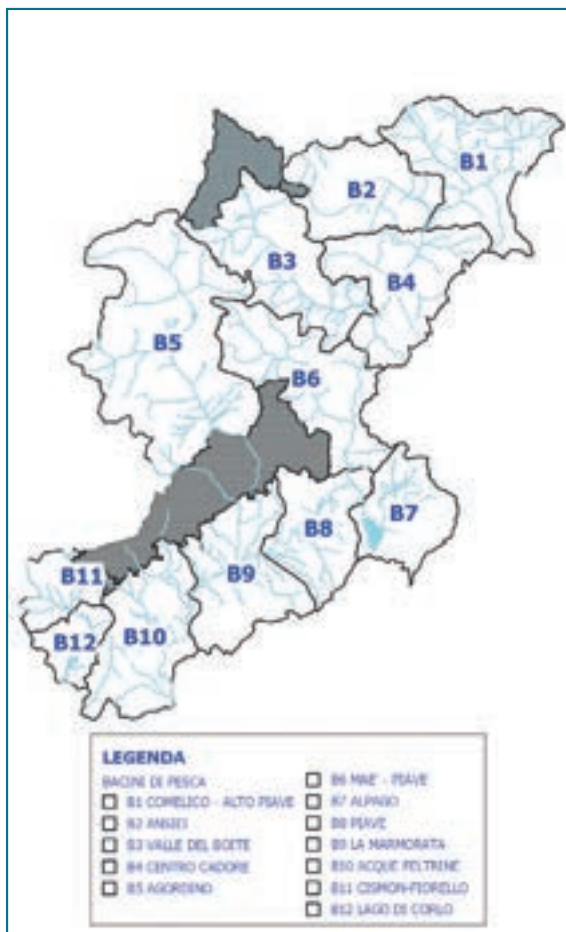 B1
B2
B3
B4
B5
B6
B7
B8
B9
B10
B11
B12
LEGENDA
BACINI DI PESCA
B1 COMELICO - ALTO PIAVE
B2 ANSIEI
B3 VALLE DEL BOITE
B4 CENTRO CADORE
B5 AGORDINO
B6 MAE' - PIAVE
B7 ALPAGO
B8 PIAVE
B9 LA MARMORATA
B10 ACQUE FELTRINE
B11 CISMON-FIORELLO
B12 LAGO DI CORLO